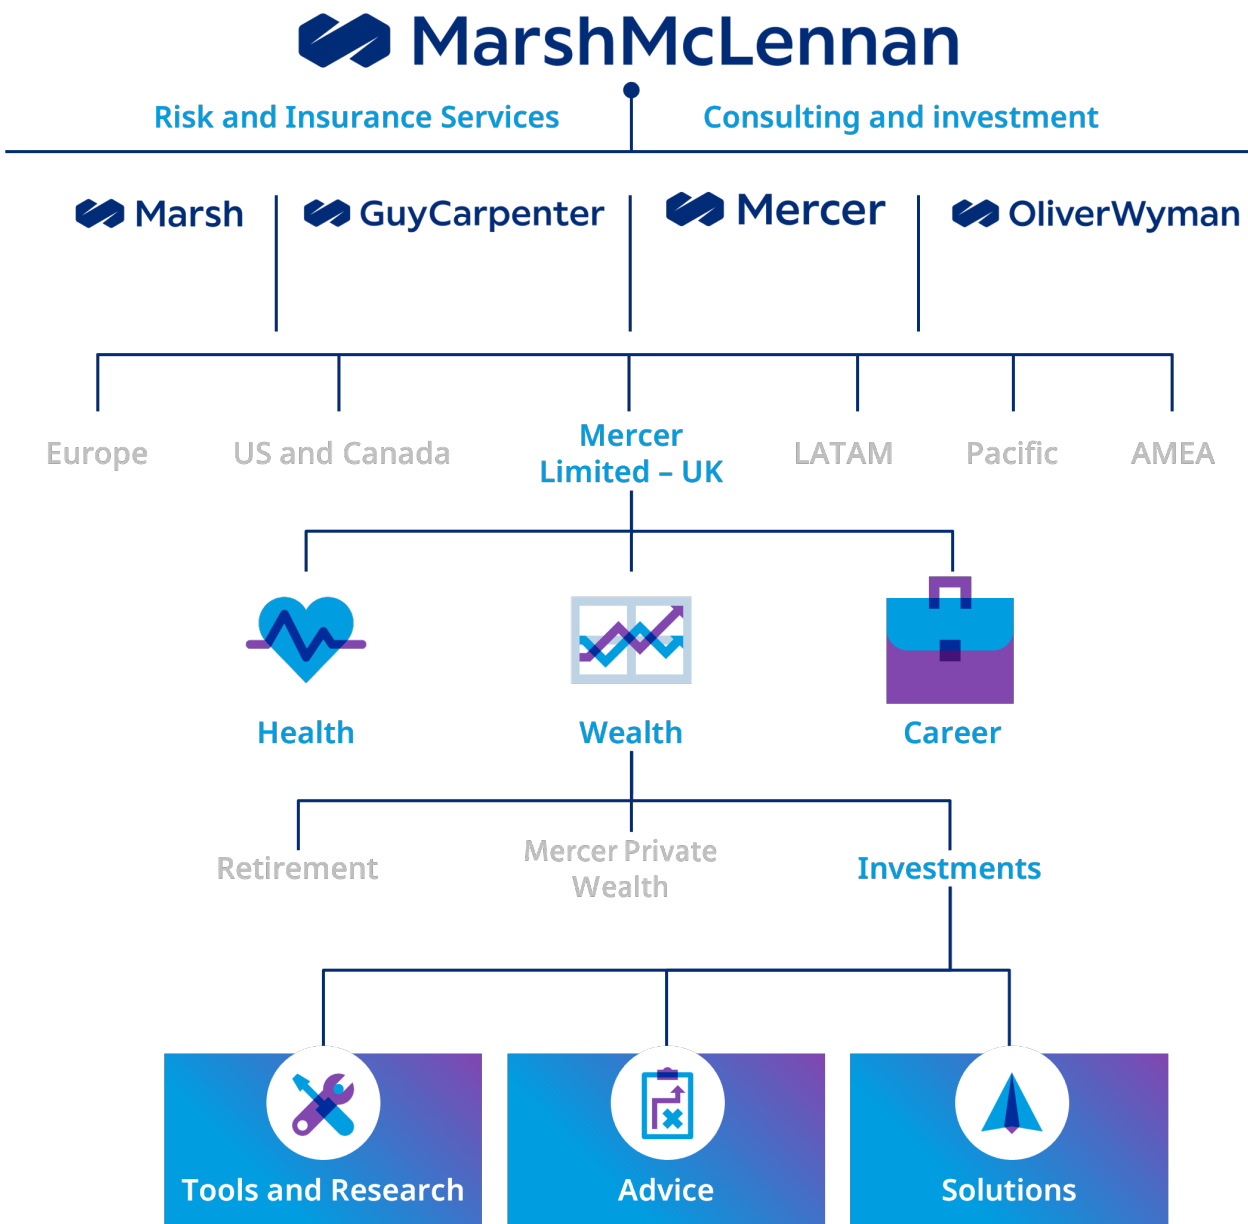 MarshMcLennan
Risk and Insurance Services
Consulting and investment
Marsh
GuyCarpenter
Mercer
OliverWyman
Europe
US and Canada
Mercer
Limited – UK
LATAM
Pacific
AMEA
Health
Wealth
Career
Retirement
Mercer Private
Wealth
Investments
Tools and Research
Advice
Solutions